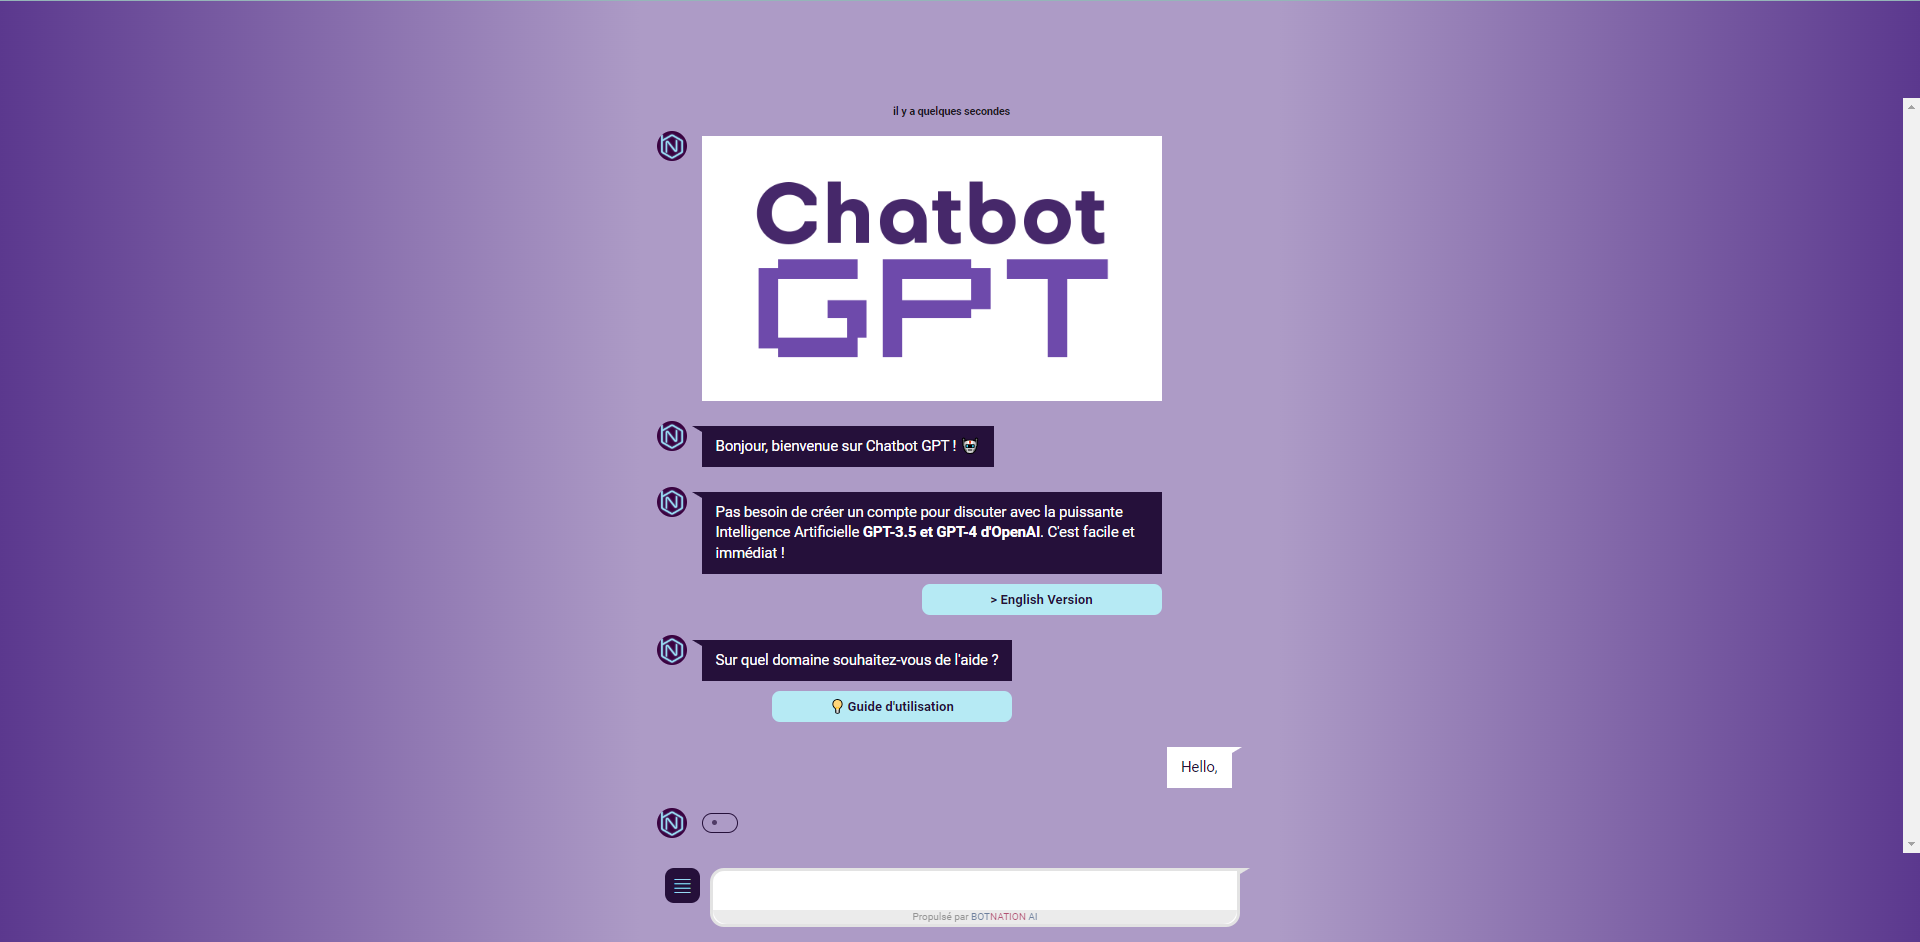 il y a quelques secondes
Chatbot
GPT
Bonjour, bienvenue sur Chatbot GPT ! 🤖
Pas besoin de créer un compte pour discuter avec la puissante
Intelligence Artificielle GPT-3.5 et GPT-4 d'OpenAI. C'est facile et
immédiat !
> English Version
Sur quel domaine souhaitez-vous de l'aide ?
💡 Guide d'utilisation
Hello,
Propulsé par BOTNATION AI